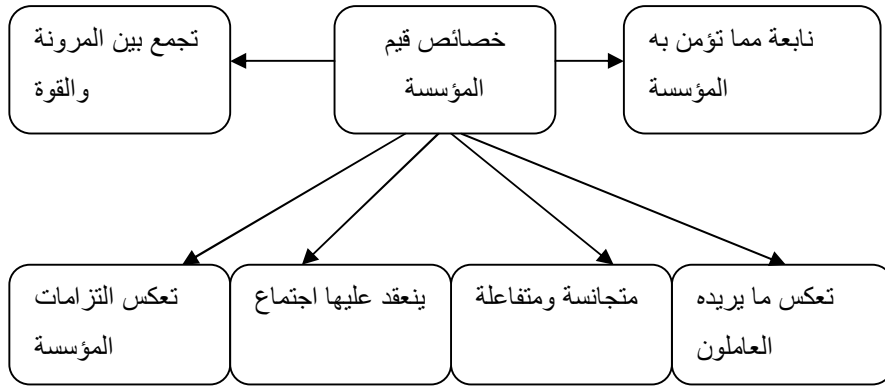 نابعة مما تؤمن به
المؤسسة
خصائص قيم
المؤسسة
تجمع بين المرونة
والقوة
تعكس ما يريده
العاملون
متجانسة ومتفاعلة
ينعقد عليها اجتماع
تعكس التزامات
المؤسسة